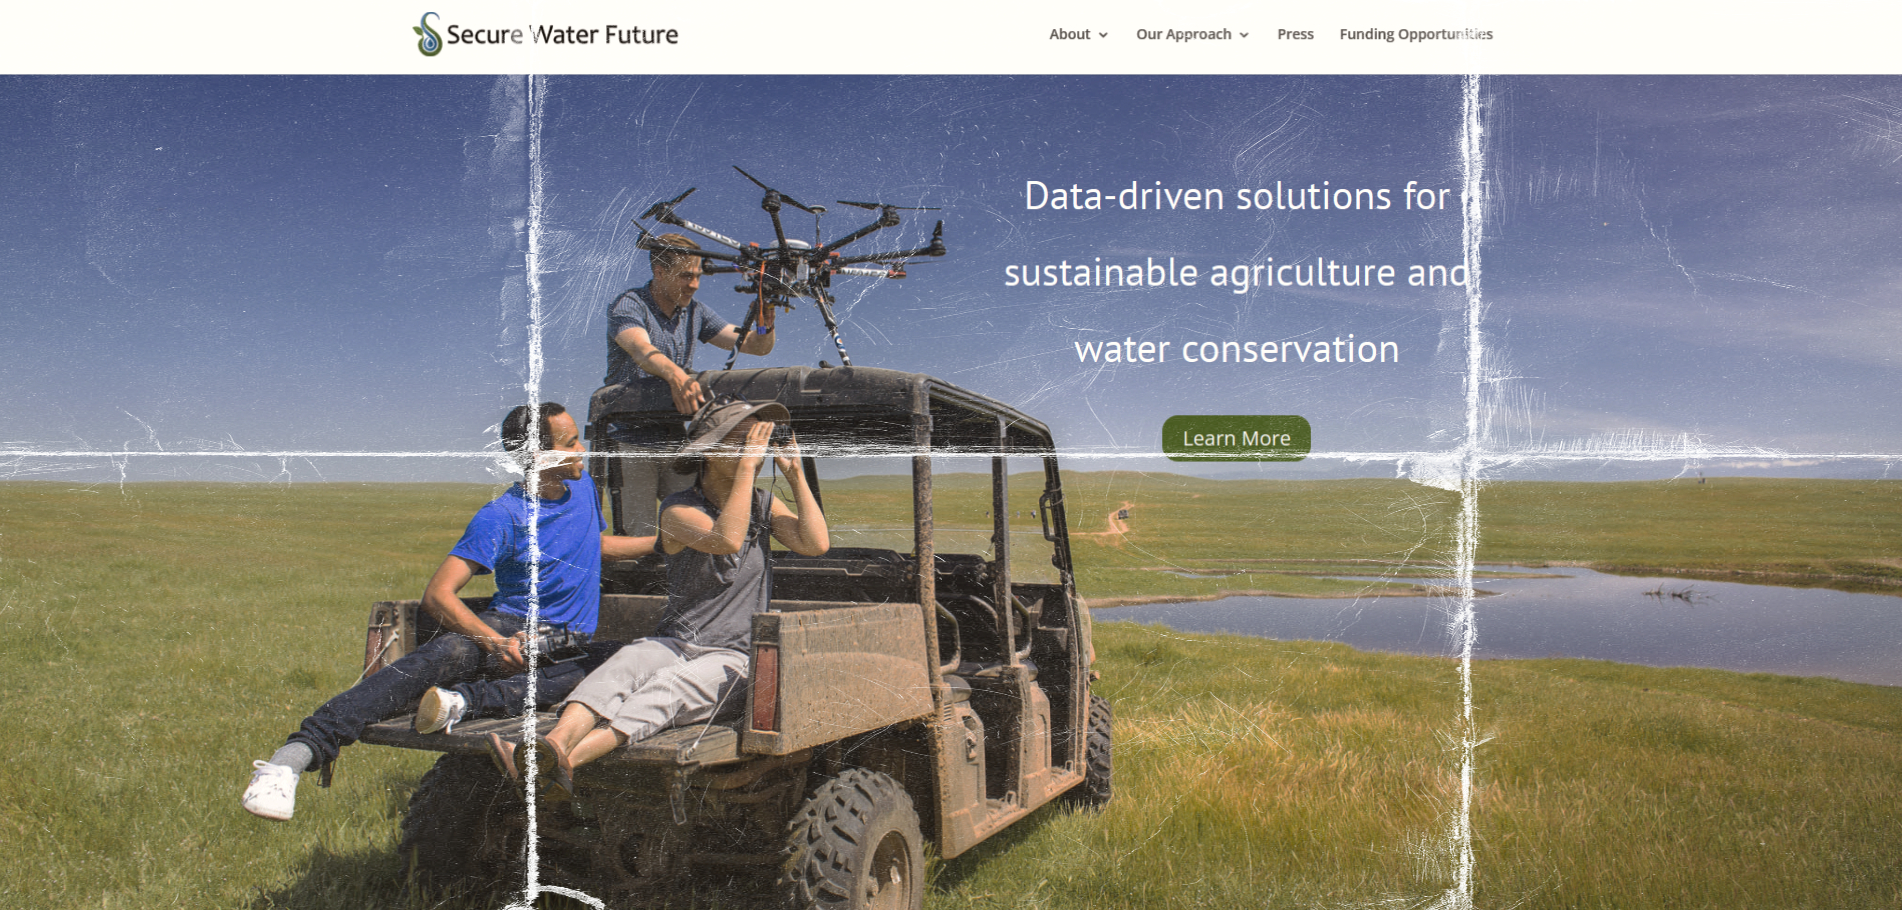 Secure Water Future
About
Our Approach
Press
Funding Opportunities
Data-driven solutions for
sustainable agriculture and
water conservation
Learn More